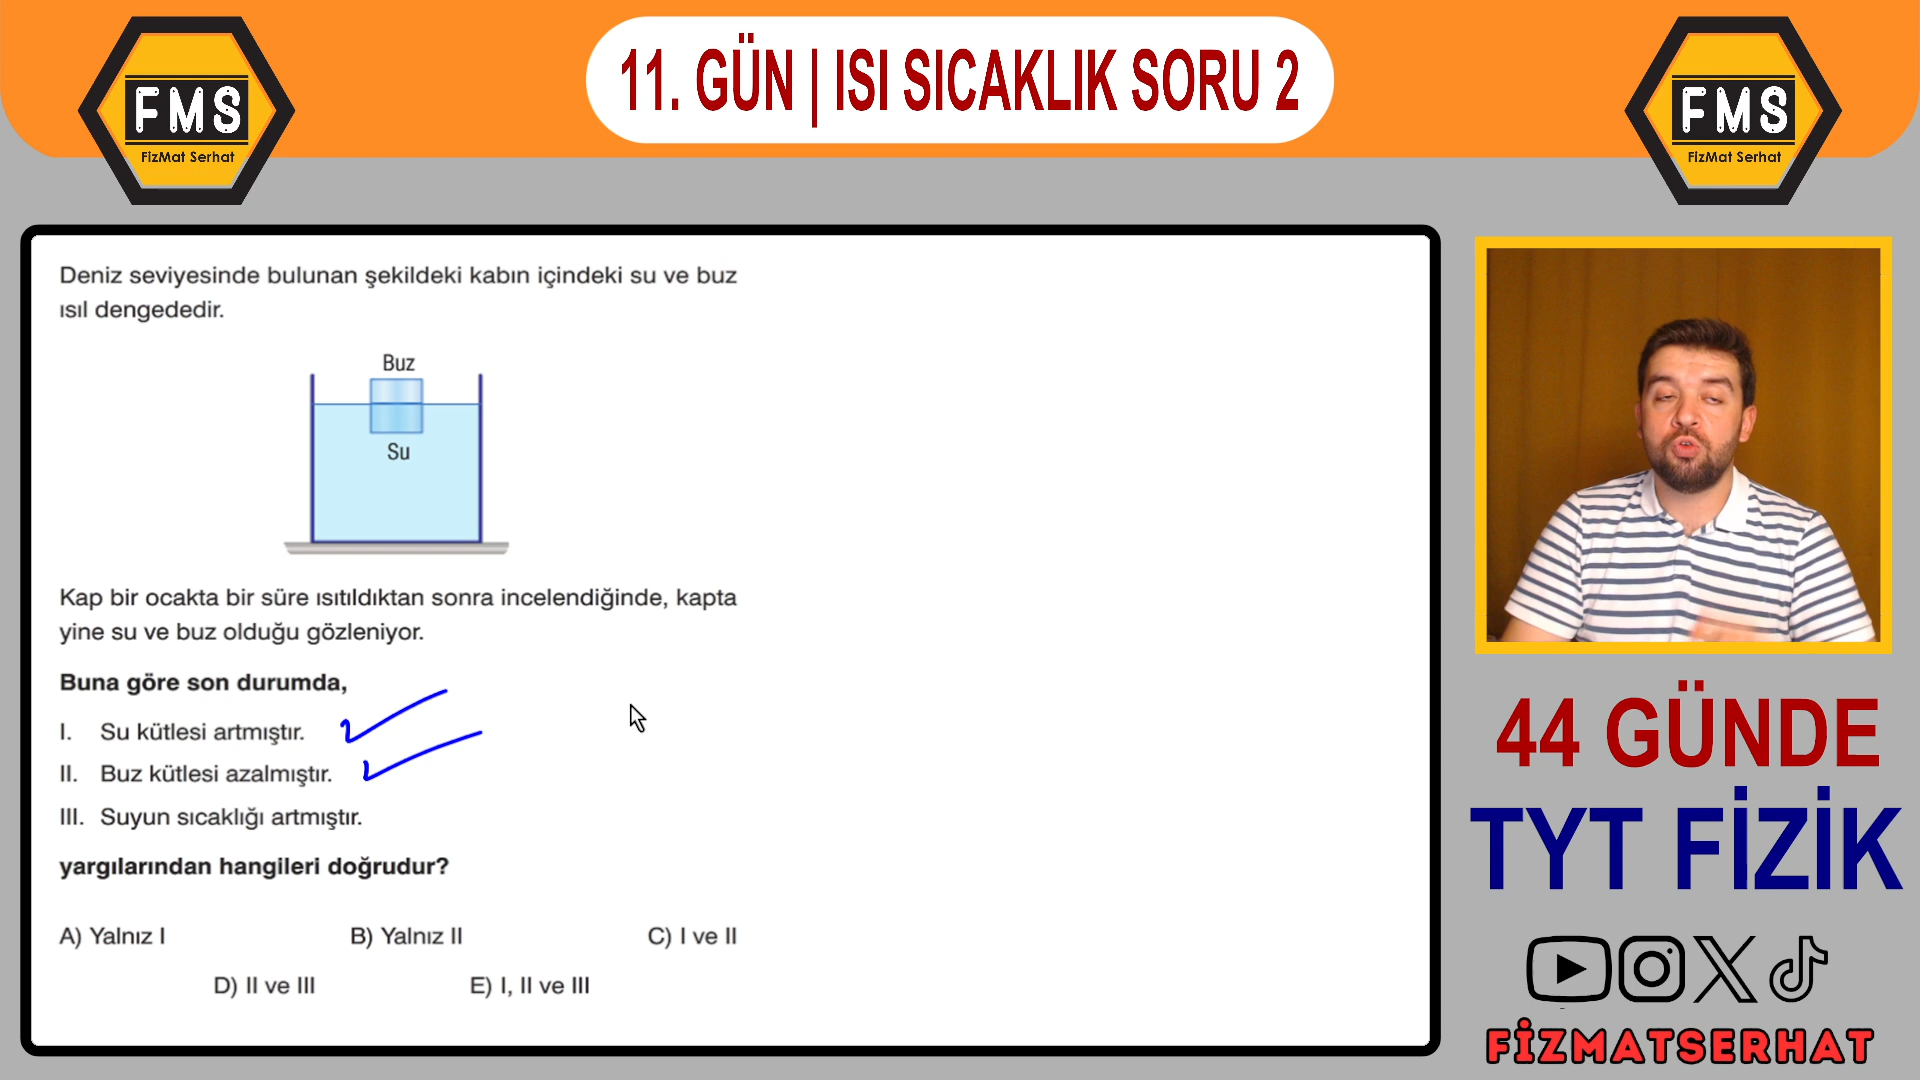 11. GÜN | ISI SICAKLIK SORU 2
FMS
FizMat Serhat
FMS
FizMat Serhat
Deniz seviyesinde bulunan şekildeki kabın içindeki su ve buz
ısıl dengededir.
Buz
Su
Kap bir ocakta bir süre ısıtıldıktan sonra incelendiğinde, kapta
yine su ve buz olduğu gözleniyor.
Buna göre son durumda,
I. Su kütlesi artmıştır.
II. Buz kütlesi azalmıştır.
III. Suyun sıcaklığı artmıştır.
yargılarından hangileri doğrudur?
A) Yalnız I B) Yalnız II C) I ve II
D) II ve III E) I, II ve III
44 GÜNDE
TYT FİZİK
FİZMATSERHAT